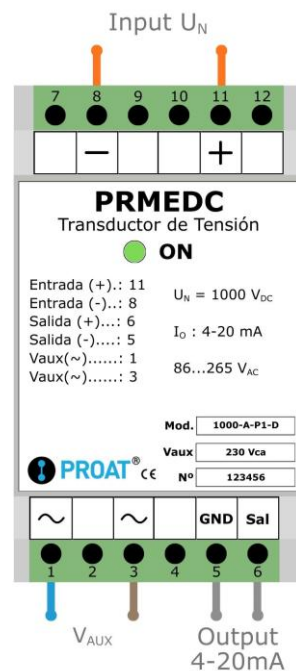 Input UN
7 8 9 10 11 12
− +
PRMEDC
Transductor de Tensión
ON
Entrada (+).: 11
Entrada (-).: 8
Salida (+)...: 6
Salida (-)....: 5
Vaux(~)......: 1
Vaux(~)......: 3
UN = 1000 VDC
IO : 4-20 mA
86...265 VAC
Mod. 1000-A-P1-D
Vaux 230 Vca
Nº 123456
PROAT® CE
~ ~ GND Sal
1 2 3 4 5 6
VAUX
Output
4-20mA